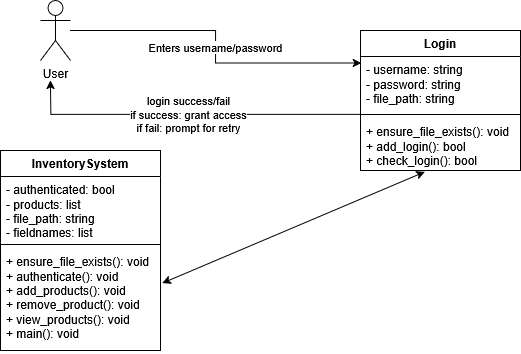 Enters username/password
User
Login
- username: string
- password: string
- file_path: string
+ ensure_file_exists(): void
+ add_login(): bool
+ check_login(): bool
login success/fail
if success: grant access
if fail: prompt for retry
InventorySystem
- authenticated: bool
- products: list
- file_path: string
- fieldnames: list
+ ensure_file_exists(): void
+ authenticate(): void
+ add_products(): void
+ remove_product(): void
+ view_products(): void
+ main(): void